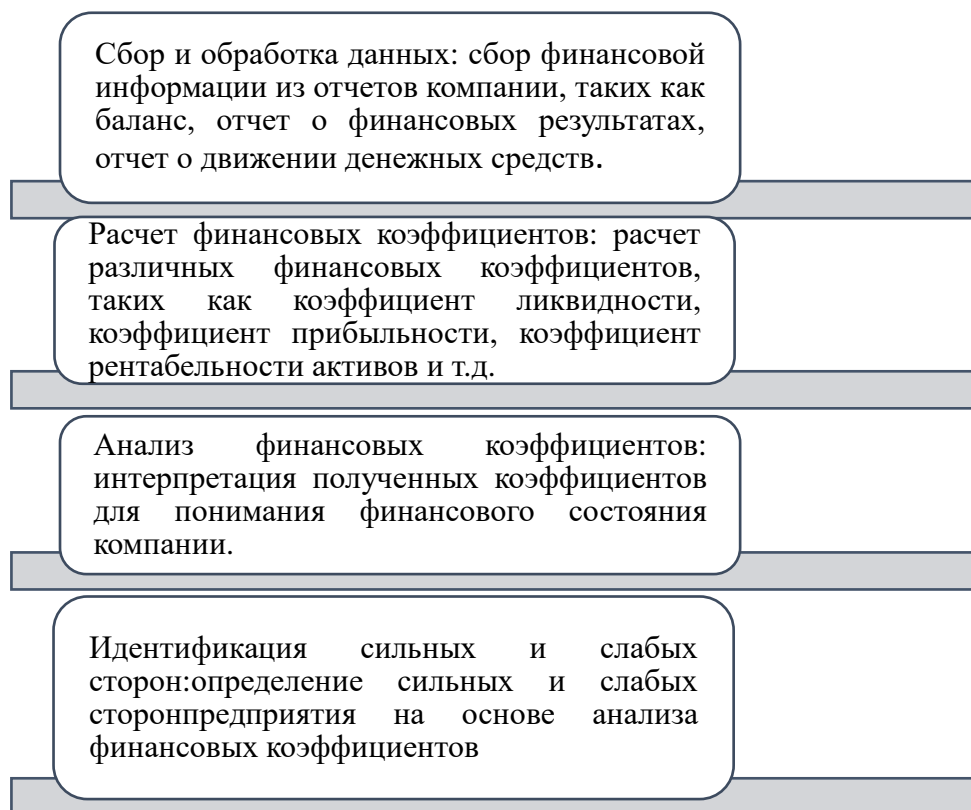 Сбор и обработка данных: сбор финансовой
информации из отчетов компании, таких как
баланс, отчет о финансовых результатах,
отчет о движении денежных средств.
Расчет финансовых коэффициентов: расчет
различных финансовых коэффициентов,
таких как коэффициент ликвидности,
коэффициент прибыльности, коэффициент
рентабельности активов и т.д.
Анализ финансовых коэффициентов:
интерпретация полученных коэффициентов
для понимания финансового состояния
компании.
Идентификация сильных и слабых
сторон:определение сильных и слабых
сторонпредприятия на основе анализа
финансовых коэффициентов